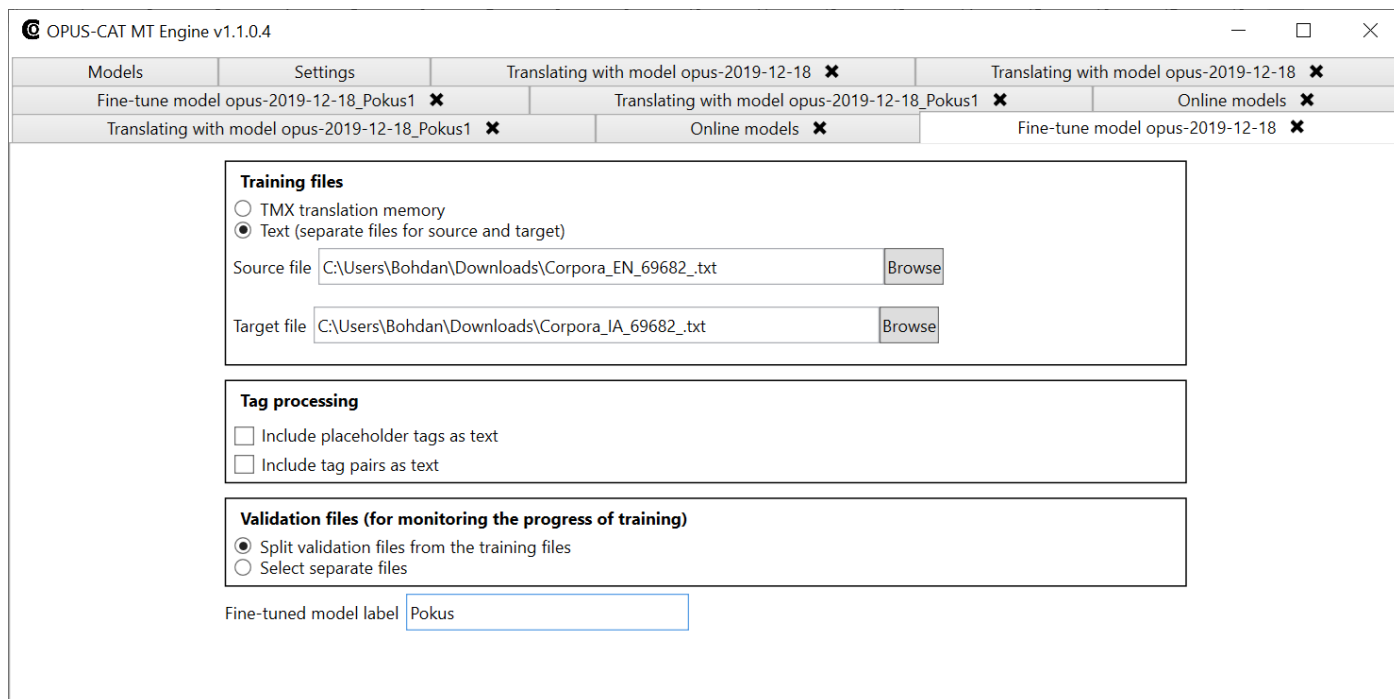 OPUS-CAT MT Engine v1.1.0.4
Models Settings Translating with model opus-2019-12-18 ✖ Translating with model opus-2019-12-18 ✖
Fine-tune model opus-2019-12-18_Pokus1 ✖ Translating with model opus-2019-12-18_Pokus1 ✖ Online models ✖
Translating with model opus-2019-12-18_Pokus1 ✖ Online models ✖ Fine-tune model opus-2019-12-18 ✖
Training files
TMX translation memory
Text (separate files for source and target)
Source file C:\Users\Bohdan\Downloads\Corpora_EN_69682_.txt Browse
Target file C:\Users\Bohdan\Downloads\Corpora_IA_69682_.txt Browse
Tag processing
Include placeholder tags as text
Include tag pairs as text
Validation files (for monitoring the progress of training)
Split validation files from the training files
Select separate files
Fine-tuned model label Pokus